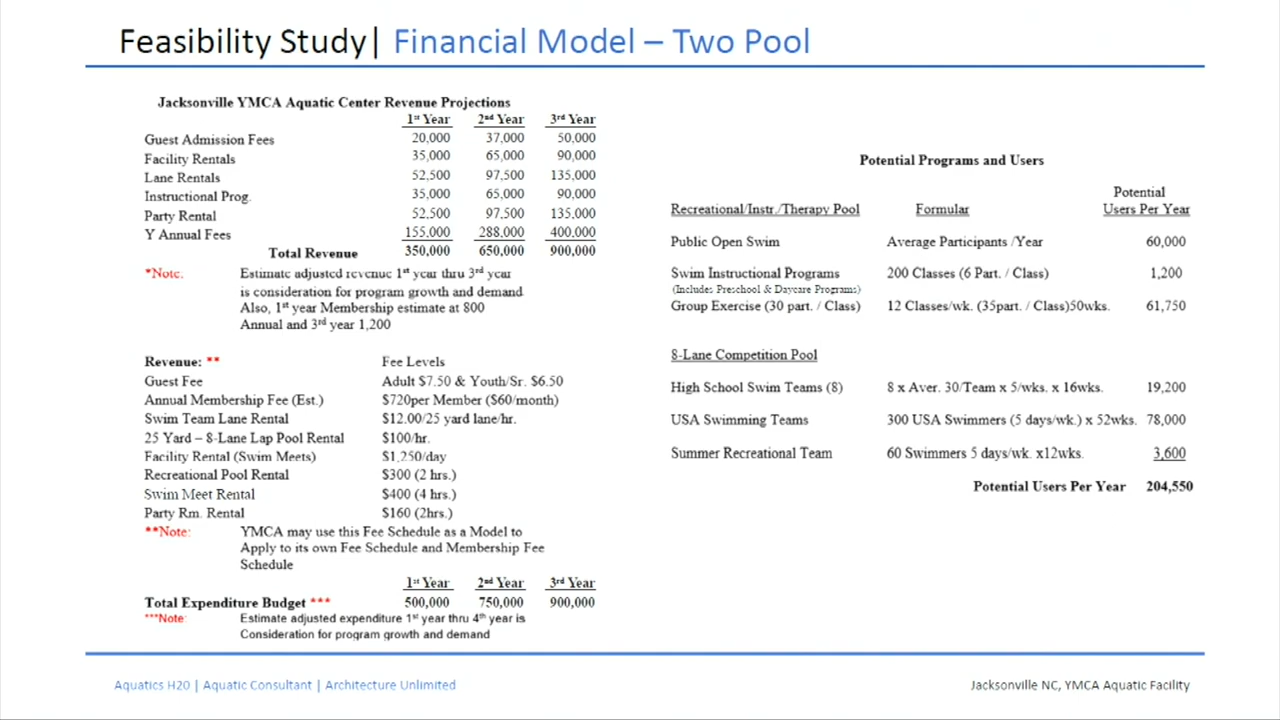 Feasibility Study| Financial Model – Two Pool
Jacksonville YMCA Aquatic Center Revenue Projections
1st Year 2nd Year 3rd Year
Guest Admission Fees 20,000 37,000 50,000
Facility Rentals 35,000 65,000 90,000
Lane Rentals 52,500 97,500 135,000
Instructional Prog. 35,000 65,000 90,000
Party Rental 52,500 97,500 135,000
Y Annual Fees 155,000 288,000 400,000
Total Revenue 350,000 650,000 900,000
*Note: Estimate adjusted revenue 1st year thru 3rd year
is consideration for program growth and demand
Also, 1st year Membership estimate at 800
Annual and 3rd year 1,200
Revenue: ** Fee Levels
Guest Fee Adult $7.50 & Youth/Sr. $6.50
Annual Membership Fee (Est.) $720per Member ($60/month)
Swim Team Lane Rental $12.00/25 yard lane/hr.
25 Yard – 8-Lane Lap Pool Rental $100/hr.
Facility Rental (Swim Meets) $1,250/day
Recreational Pool Rental $300 (2 hrs.)
Swim Meet Rental $400 (4 hrs.)
Party Rm. Rental $160 (2hrs.)
**Note: YMCA may use this Fee Schedule as a Model to
Apply to its own Fee Schedule and Membership Fee
Schedule
1st Year 2nd Year 3rd Year
Total Expenditure Budget *** 500,000 750,000 900,000
***Note: Estimate adjusted expenditure 1st year thru 4th year is
Consideration for program growth and demand
Potential Programs and Users
Potential
Recreational/Instr./Therapy Pool Formular Users Per Year
Public Open Swim Average Participants /Year 60,000
Swim Instructional Programs 200 Classes (6 Part. / Class) 1,200
(Includes Preschool & Daycare Programs)
Group Exercise (30 part. / Class) 12 Classes/wk. (35part. / Class)50wks. 61,750
8-Lane Competition Pool
High School Swim Teams (8) 8 x Aver. 30/Team x 5/wks. x 16wks. 19,200
USA Swimming Teams 300 USA Swimmers (5 days/wk.) x 52wks. 78,000
Summer Recreational Team 60 Swimmers 5 days/wk. x12wks. 3,600
Potential Users Per Year 204,550
Aquatics H20 | Aquatic Consultant | Architecture Unlimited
Jacksonville NC, YMCA Aquatic Facility